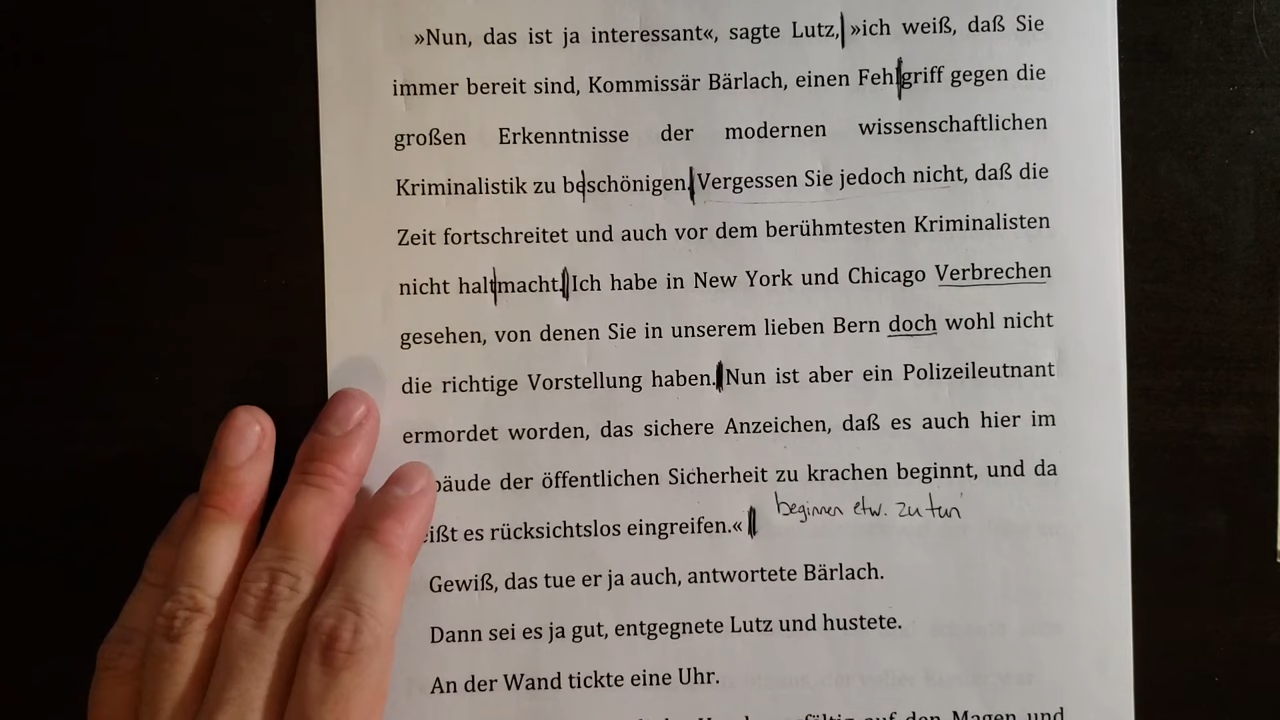 »Nun, das ist ja interessant«, sagte Lutz, »ich weiß, daß Sie
immer bereit sind, Kommissär Bärlach, einen Fehlgriff gegen die
großen Erkenntnisse der modernen wissenschaftlichen
Kriminalistik zu beschönigen. Vergessen Sie jedoch nicht, daß die
Zeit fortschreitet und auch vor dem berühmtesten Kriminalisten
nicht haltmacht. Ich habe in New York und Chicago Verbrechen
gesehen, von denen Sie in unserem lieben Bern doch wohl nicht
die richtige Vorstellung haben. Nun ist aber ein Polizeileutnant
ermordet worden, das sichere Anzeichen, daß es auch hier im
bäude der öffentlichen Sicherheit zu krachen beginnt, und da
beginnen etw. zu tun
eißt es rücksichtslos eingreifen.«
Gewiß, das tue er ja auch, antwortete Bärlach.
Dann sei es ja gut, entgegnete Lutz und hustete.
An der Wand tickte eine Uhr.
auf den Magen und